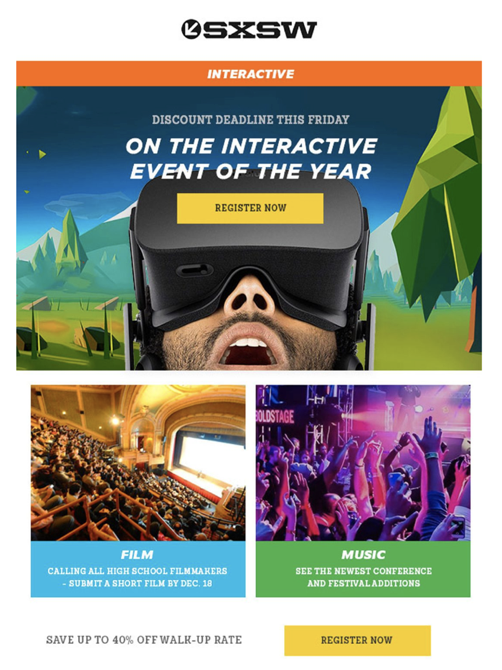 SXSW
INTERACTIVE
DISCOUNT DEADLINE THIS FRIDAY
ON THE INTERACTIVE
EVENT OF THE YEAR
REGISTER NOW
BOLDSTAGE
FILM
CALLING ALL HIGH SCHOOL FILMMAKERS
- SUBMIT A SHORT FILM BY DEC. 18
MUSIC
SEE THE NEWEST CONFERENCE
AND FESTIVAL ADDITIONS
SAVE UP TO 40% OFF WALK-UP RATE
REGISTER NOW